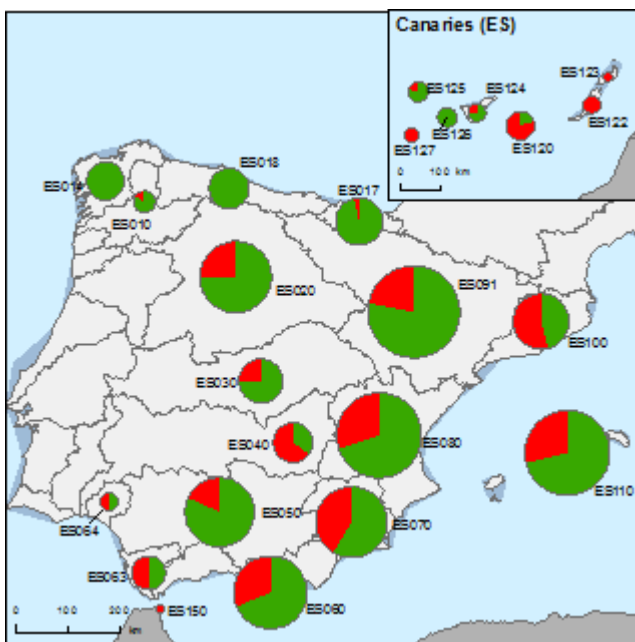 Canaries (ES)
ES123
ES125
ES124
ES122
ES126
ES127
ES120
0 100 km
ES018
ES014
ES017
ES010
ES091
ES020
ES100
ES030
ES040
ES080
ES110
ES050
ES064
ES070
ES063
ES060
ES150
0 100 200
km